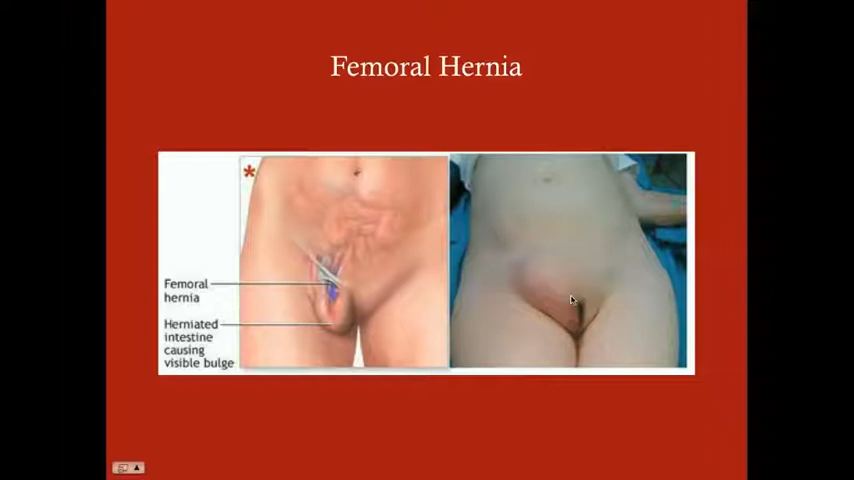 Femoral Hernia
*
Femoral
hernia
Herniated
intestine
causing
visible bulge